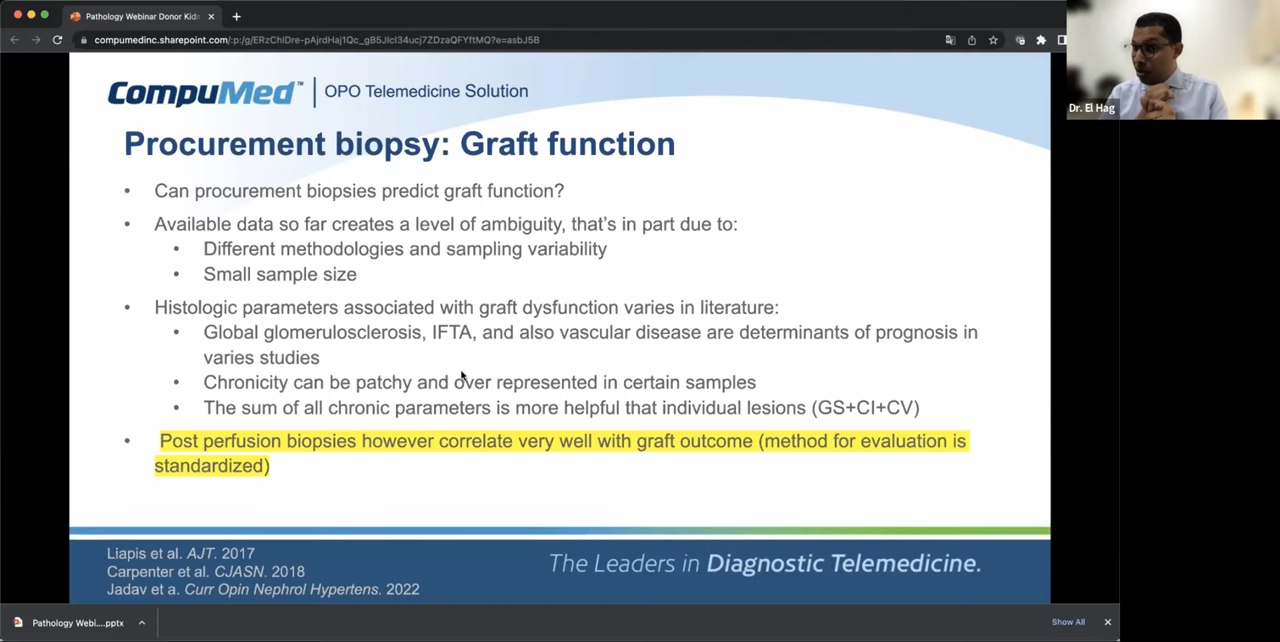 Pathology Webinar Donor Kidn
compumedinc.sharepoint.com/:p:/g/ERzChIDre-pAjrdHaj1Qc_gB5JIcI34ucj7ZDzaQFYftMQ?e=asbJ5B
Dr. El Hag
CompuMed™ | OPO Telemedicine Solution
Procurement biopsy: Graft function
• Can procurement biopsies predict graft function?
• Available data so far creates a level of ambiguity, that’s in part due to:
• Different methodologies and sampling variability
• Small sample size
• Histologic parameters associated with graft dysfunction varies in literature:
• Global glomerulosclerosis, IFTA, and also vascular disease are determinants of prognosis in
varies studies
• Chronicity can be patchy and over represented in certain samples
• The sum of all chronic parameters is more helpful that individual lesions (GS+CI+CV)
• Post perfusion biopsies however correlate very well with graft outcome (method for evaluation is
standardized)
Liapis et al. AJT. 2017
Carpenter et al. CJASN. 2018
Jadav et a. Curr Opin Nephrol Hypertens. 2022
The Leaders in Diagnostic Telemedicine.
Pathology Webi....pptx
Show All